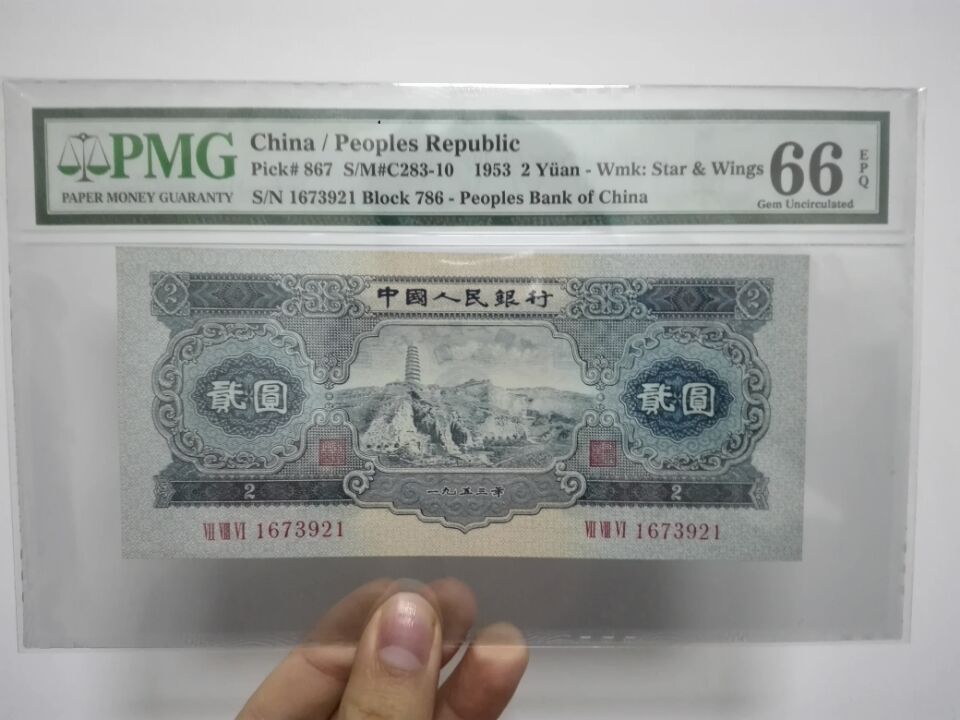 PMG
PAPER MONEY GUARANTY
China / Peoples Republic
Pick# 867 S/M#C283-10 1953 2 Yüan - Wmk: Star & Wings
S/N 1673921 Block 786 - Peoples Bank of China
66
EPQ
Gem Uncirculated
2
中國人民銀行
2
貳圓
貳圓
2
一九五三年
2
VII VIII VI 1673921
VII VIII VI 1673921